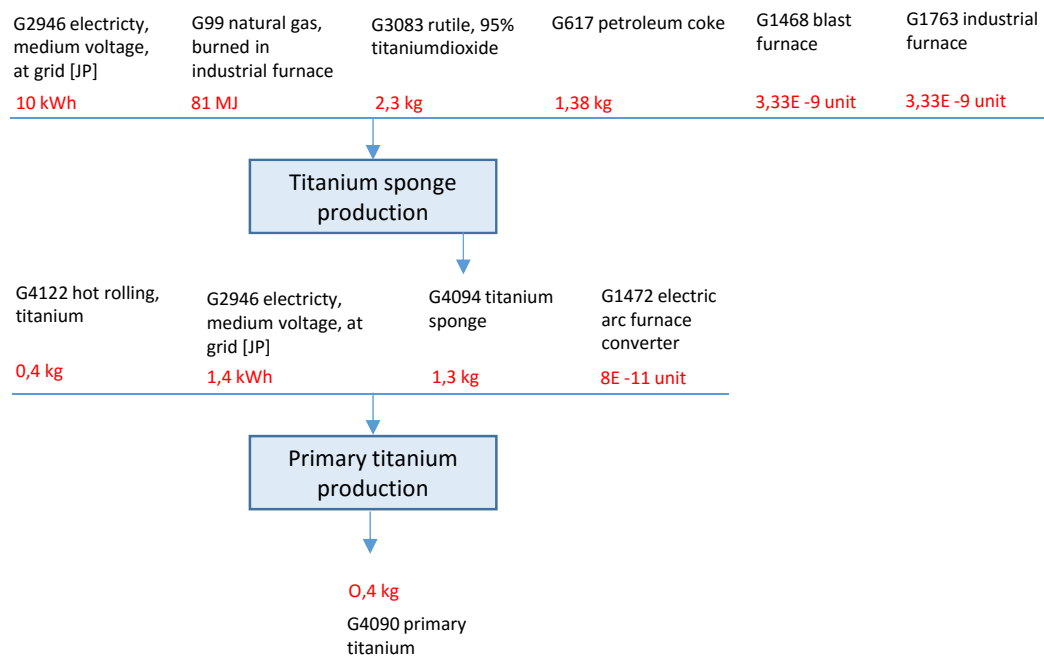 G2946 electricty,
medium voltage,
at grid [JP]
10 kWh
G99 natural gas,
burned in
industrial furnace
81 MJ
G3083 rutile, 95%
titaniumdioxide
2,3 kg
G617 petroleum coke
1,38 kg
G1468 blast
furnace
3,33E -9 unit
G1763 industrial
furnace
3,33E -9 unit
Titanium sponge
production
G4122 hot rolling,
titanium
0,4 kg
G2946 electricty,
medium voltage, at
grid [JP]
1,4 kWh
G4094 titanium
sponge
1,3 kg
G1472 electric
arc furnace
converter
8E -11 unit
Primary titanium
production
O,4 kg
G4090 primary
titanium